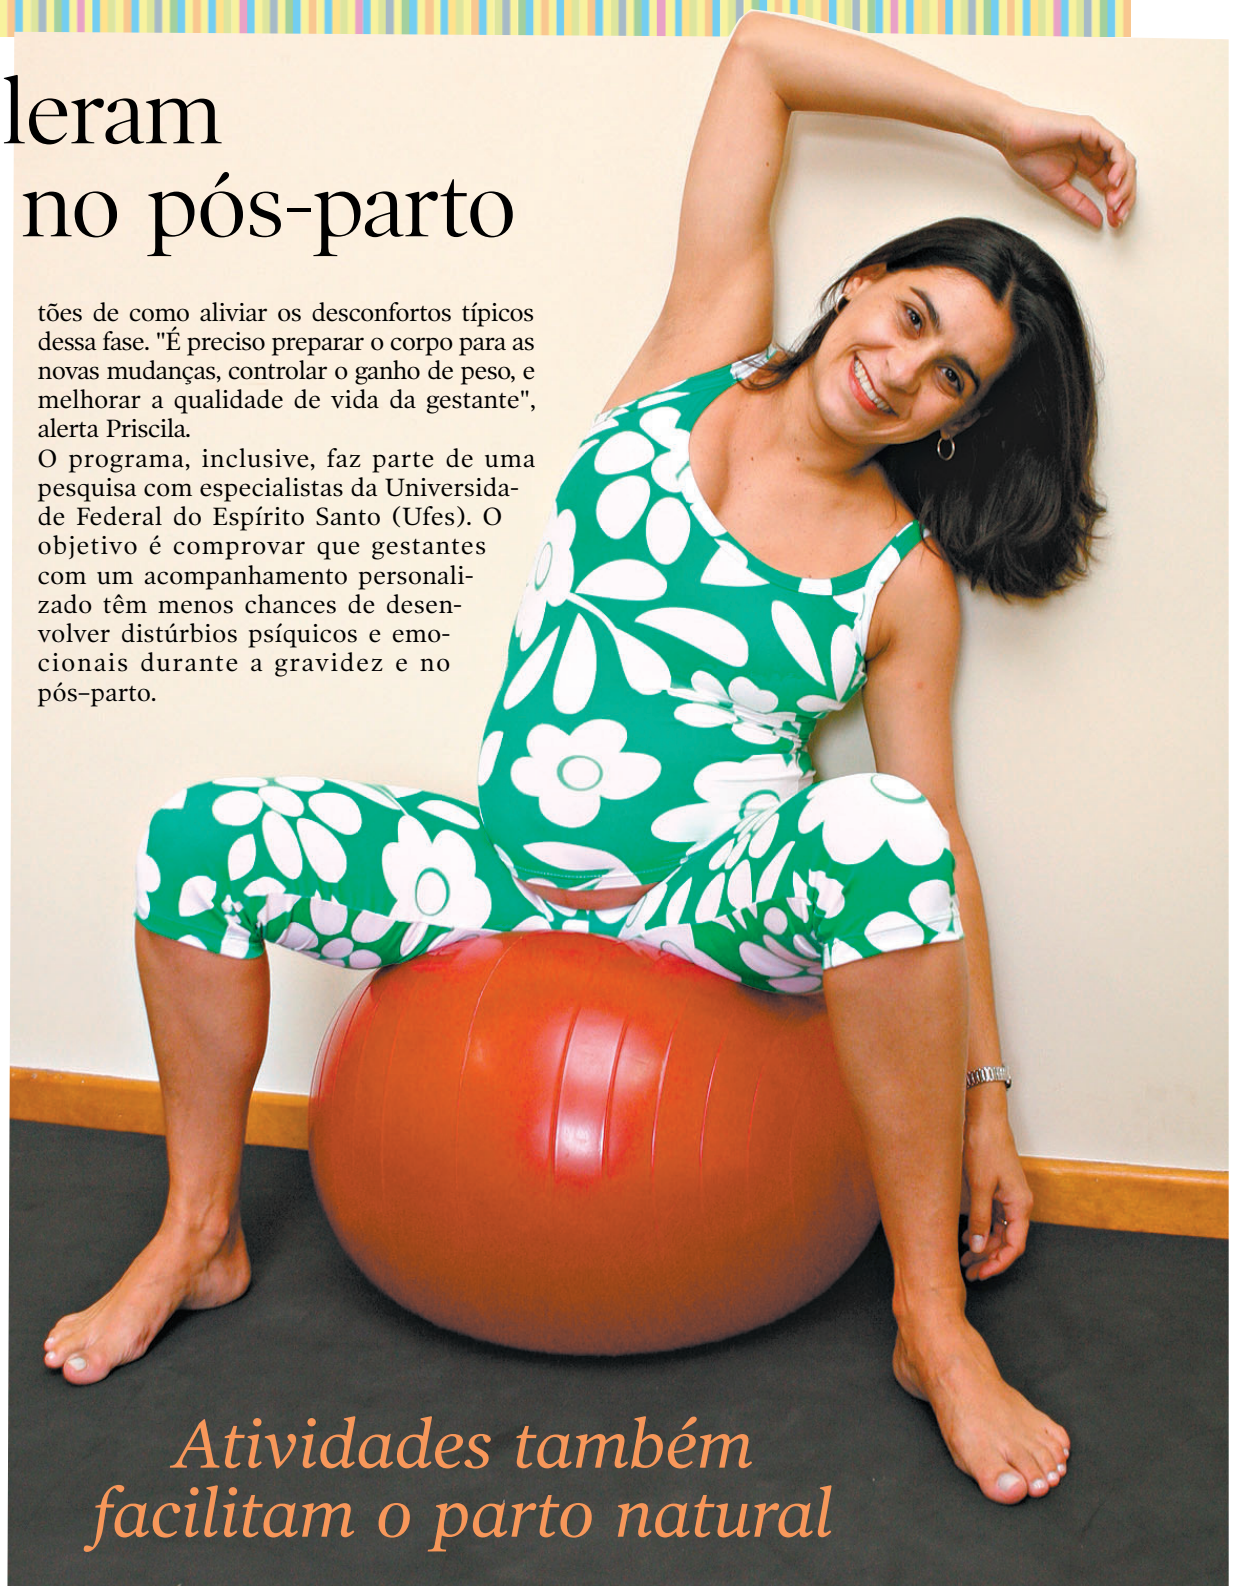 leram
no pós-parto
tões de como aliviar os desconfortos típicos
dessa fase. "É preciso preparar o corpo para as
novas mudanças, controlar o ganho de peso, e
melhorar a qualidade de vida da gestante",
alerta Priscila.
O programa, inclusive, faz parte de uma
pesquisa com especialistas da Universida-
de Federal do Espírito Santo (Ufes). O
objetivo é comprovar que gestantes
com um acompanhamento personali-
zado têm menos chances de desen-
volver distúrbios psíquicos e emo-
cionais durante a gravidez e no
pós–parto.
Atividades também
facilitam o parto natural